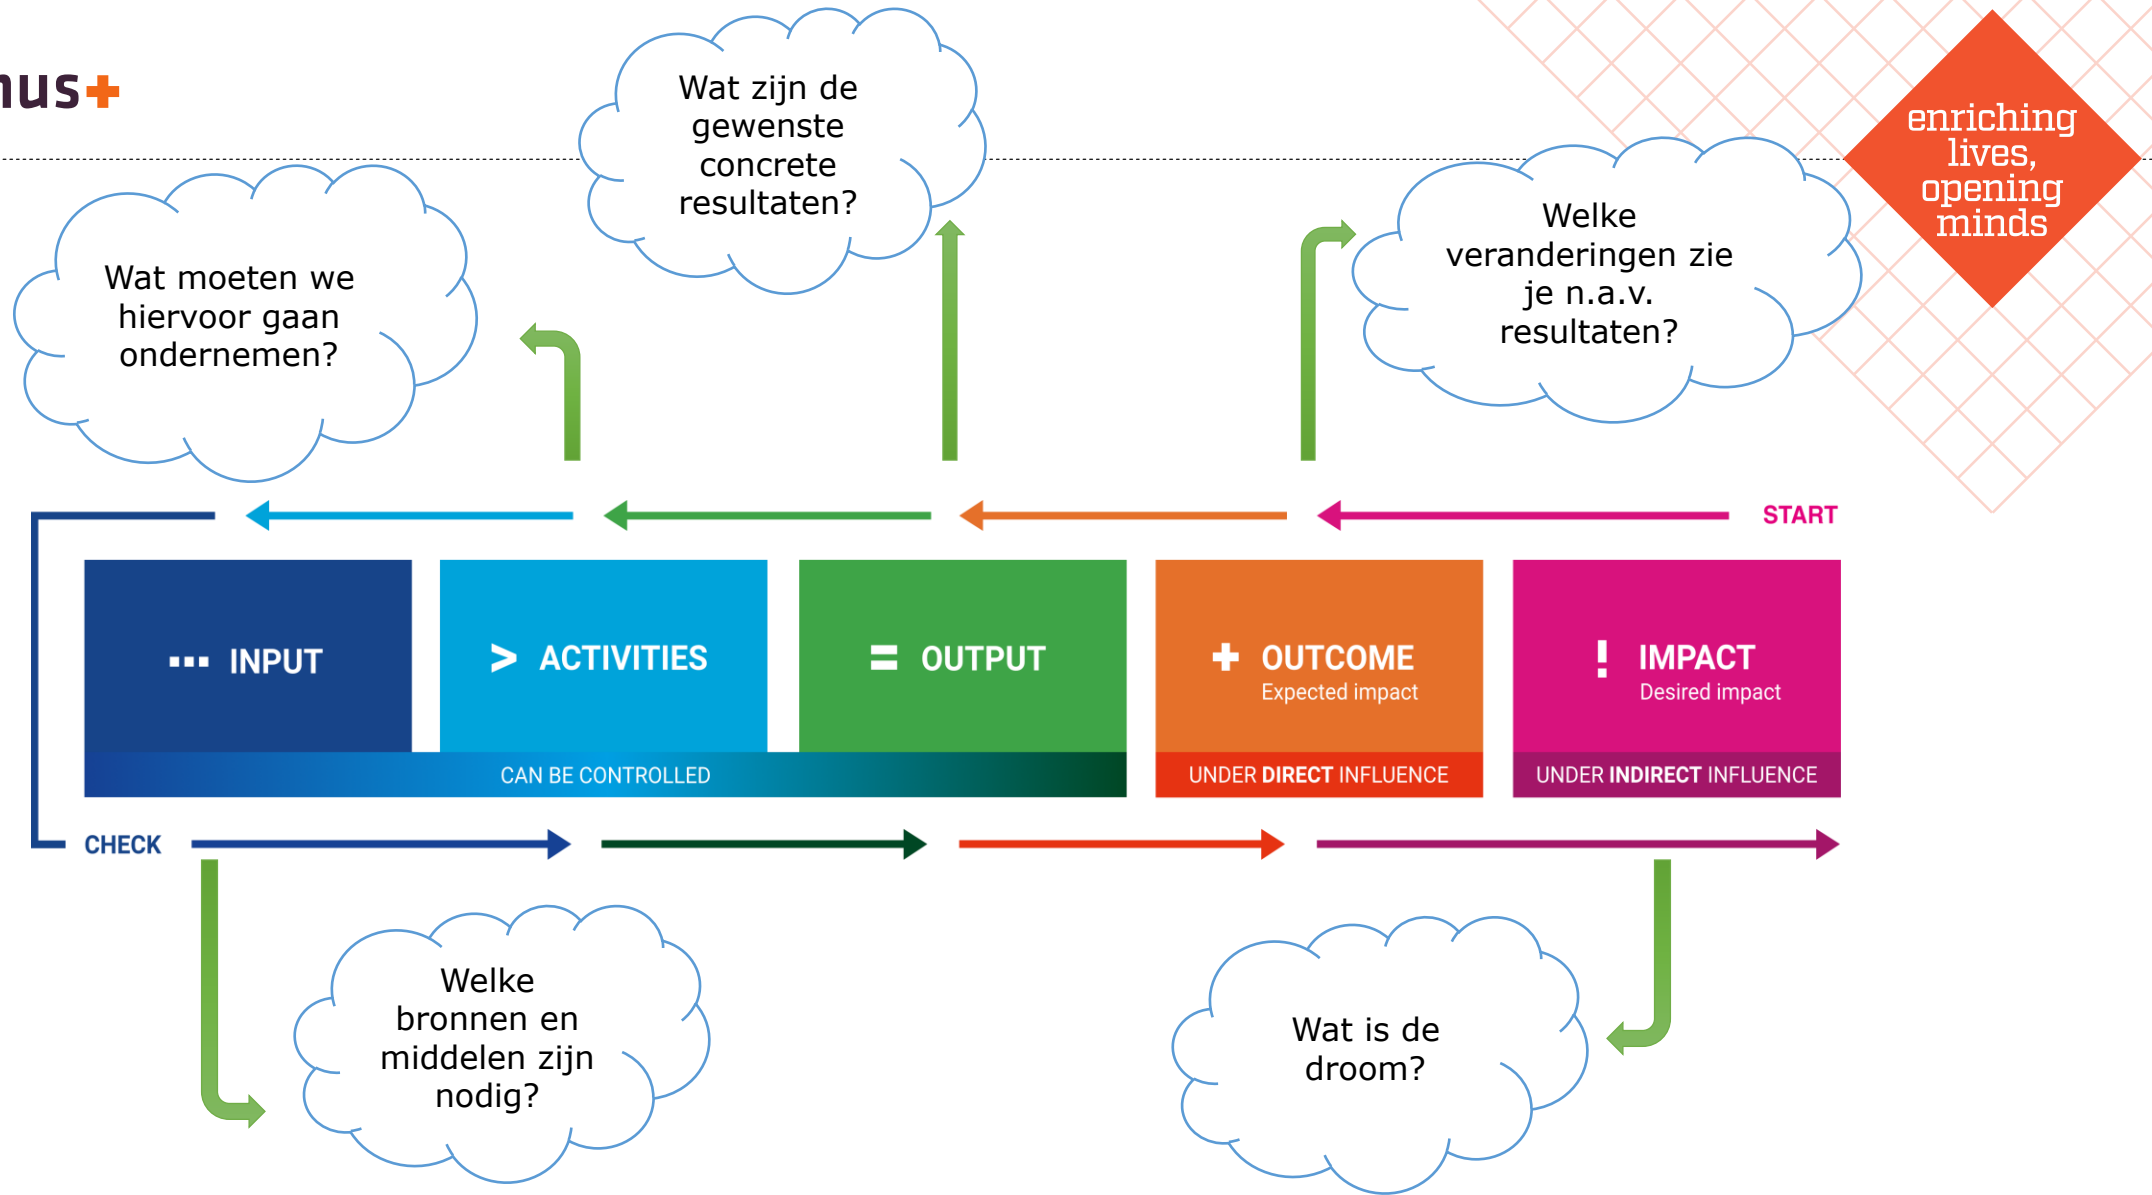 nus+
enriching
lives,
opening
minds
Wat zijn de
gewenste
concrete
resultaten?
Welke
veranderingen zie
je n.a.v.
resultaten?
Wat moeten we
hiervoor gaan
ondernemen?
START
... INPUT
> ACTIVITIES
= OUTPUT
+ OUTCOME
Expected impact
! IMPACT
Desired impact
CAN BE CONTROLLED
UNDER DIRECT INFLUENCE
UNDER INDIRECT INFLUENCE
CHECK
Welke
bronnen en
middelen zijn
nodig?
Wat is de
droom?